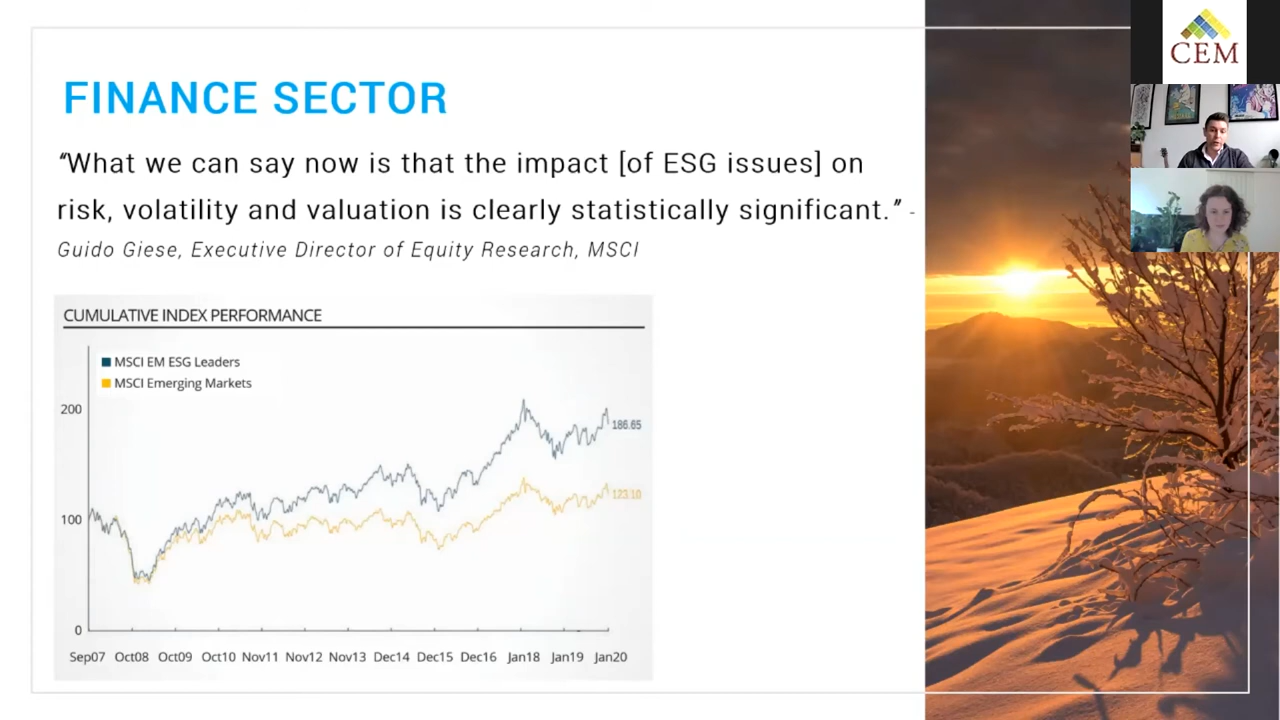 FINANCE SECTOR
“What we can say now is that the impact [of ESG issues] on
risk, volatility and valuation is clearly statistically significant.” -
Guido Giese, Executive Director of Equity Research, MSCI
CUMULATIVE INDEX PERFORMANCE
MSCI EM ESG Leaders
MSCI Emerging Markets
200
186.65
123.10
100
0
Sep07 Oct08 Oct09 Oct10 Nov11 Nov12 Nov13 Dec14 Dec15 Dec16 Jan18 Jan19 Jan20
CEM